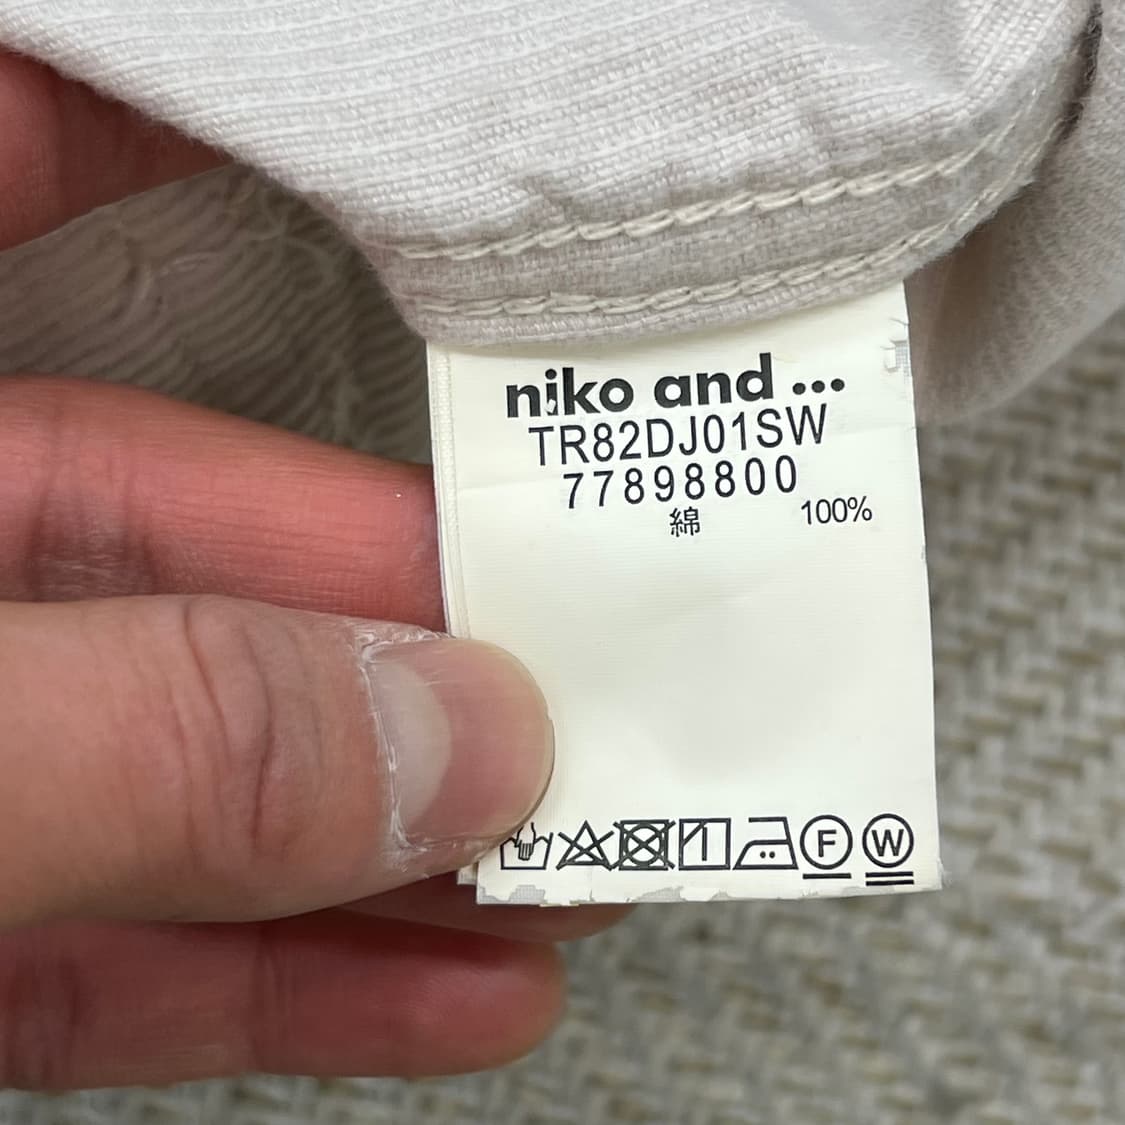 niko and ...
TR82DJ01SW
77898800
綿 100%
F W